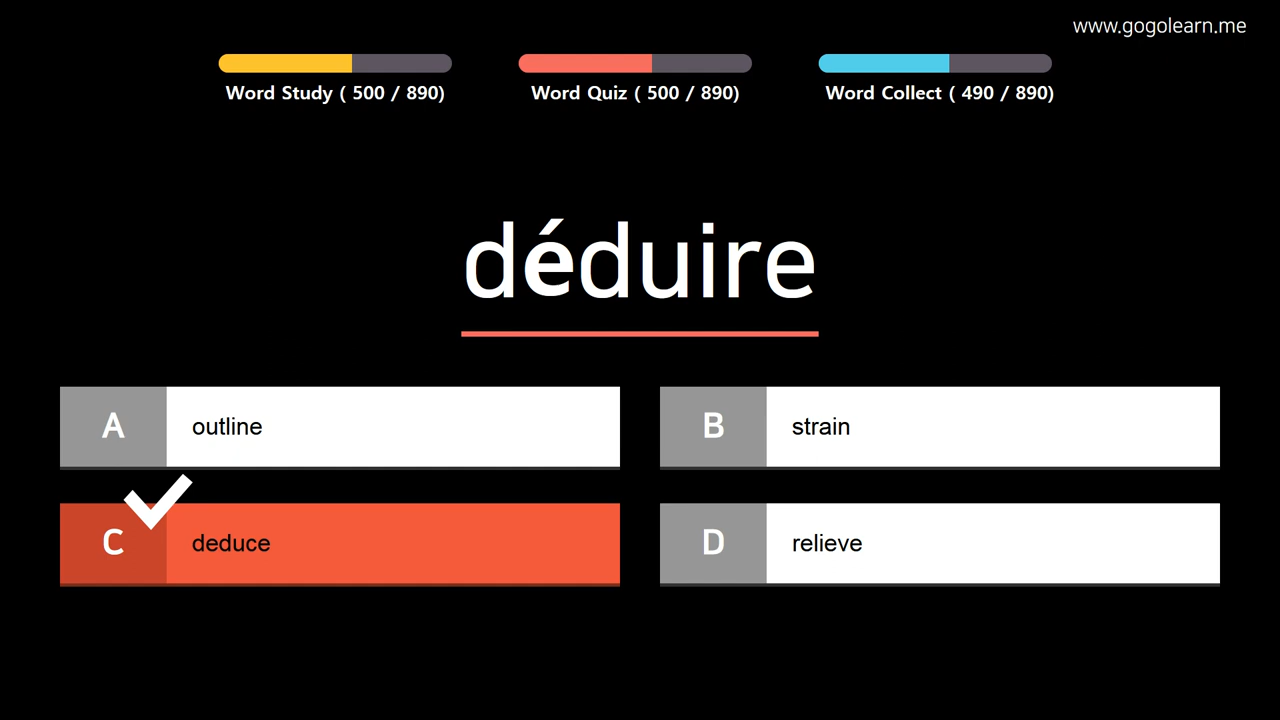 www.gogolearn.me
Word Study ( 500 / 890)
Word Quiz ( 500 / 890)
Word Collect ( 490 / 890)
déduire
A
outline
B
strain
C
deduce
D
relieve